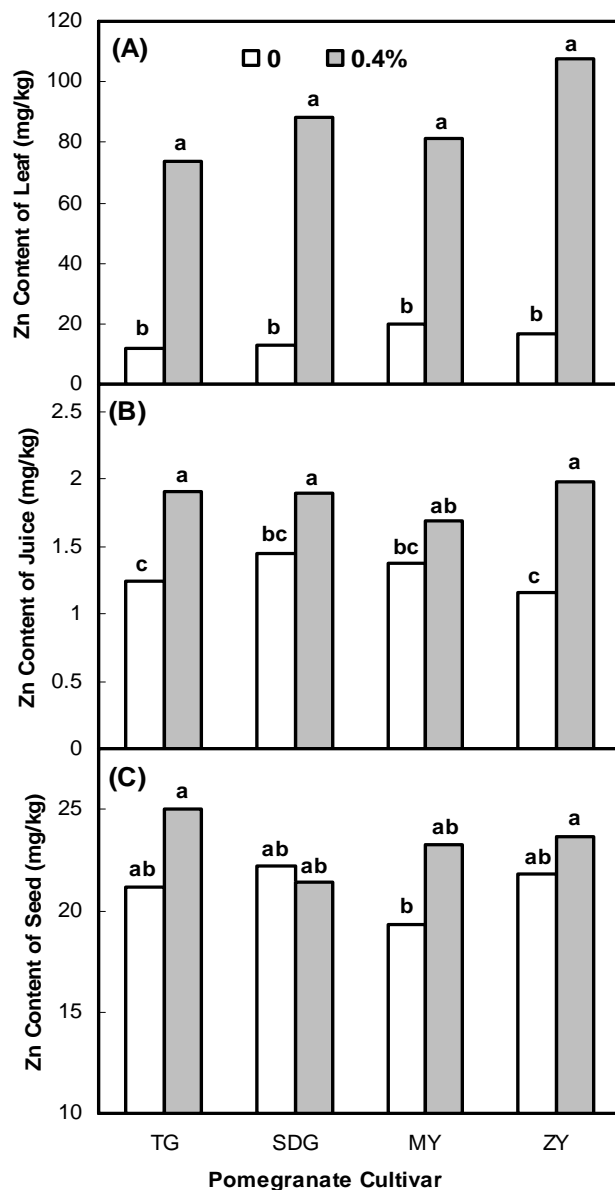 (A)
0
0.4%
Zn Content of Leaf (mg/kg)
120
100
80
60
40
20
0
a
a
a
a
b
b
b
b
(B)
Zn Content of Juice (mg/kg)
2.5
2
1.5
1
0.5
0
c
a
bc
a
bc
ab
c
a
(C)
Zn Content of Seed (mg/kg)
25
20
15
10
ab
a
ab
ab
b
ab
ab
a
TG
SDG
MY
ZY
Pomegranate Cultivar